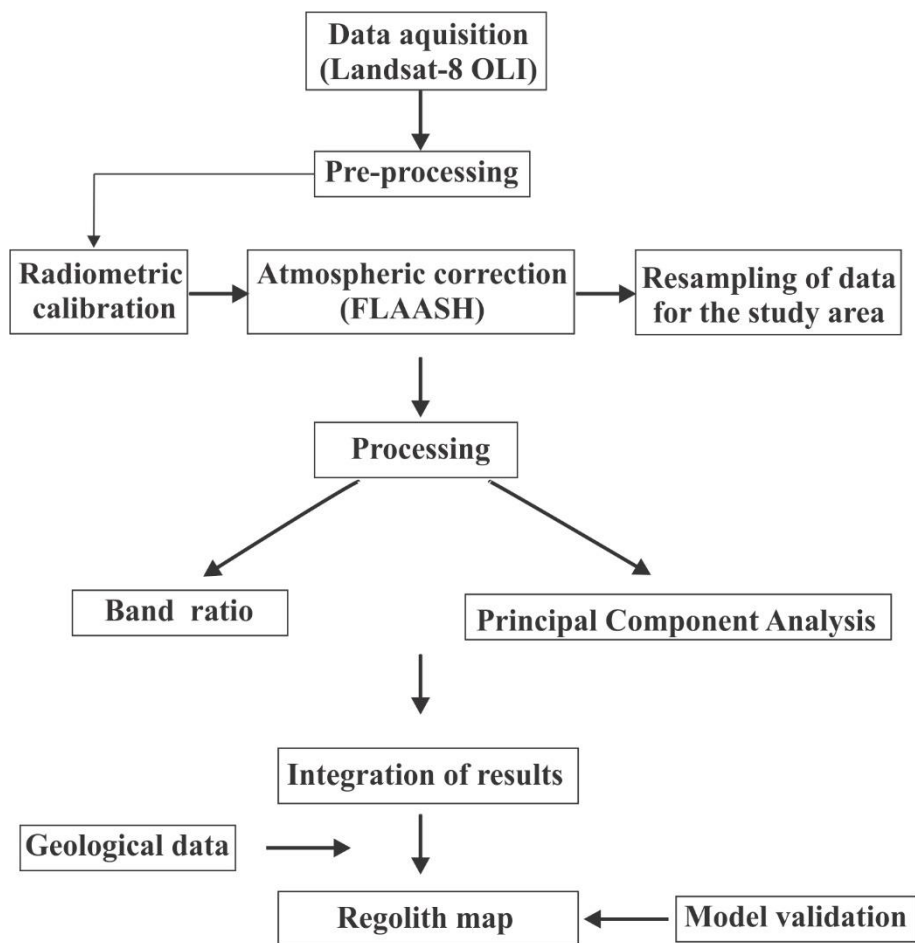 Data aquisition
(Landsat-8 OLI)
Pre-processing
Radiometric
calibration
Atmospheric correction
(FLAASH)
Resampling of data
for the study area
Processing
Band ratio
Principal Component Analysis
Integration of results
Geological data
Regolith map
Model validation